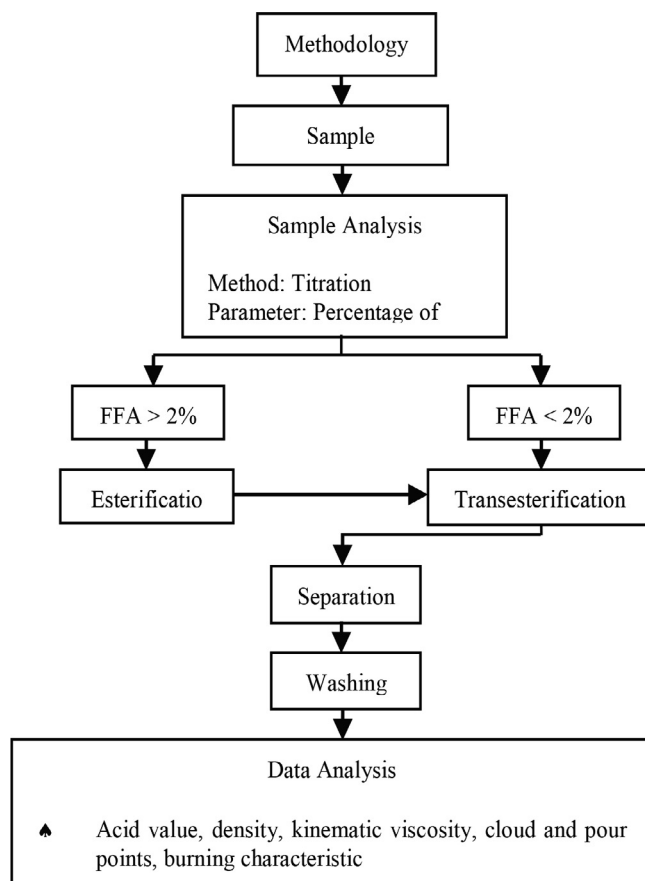 Methodology
Sample
Sample Analysis
Method: Titration
Parameter: Percentage of
FFA > 2%
FFA < 2%
Esterificatio
Transesterification
Separation
Washing
Data Analysis
♠ Acid value, density, kinematic viscosity, cloud and pour
points, burning characteristic